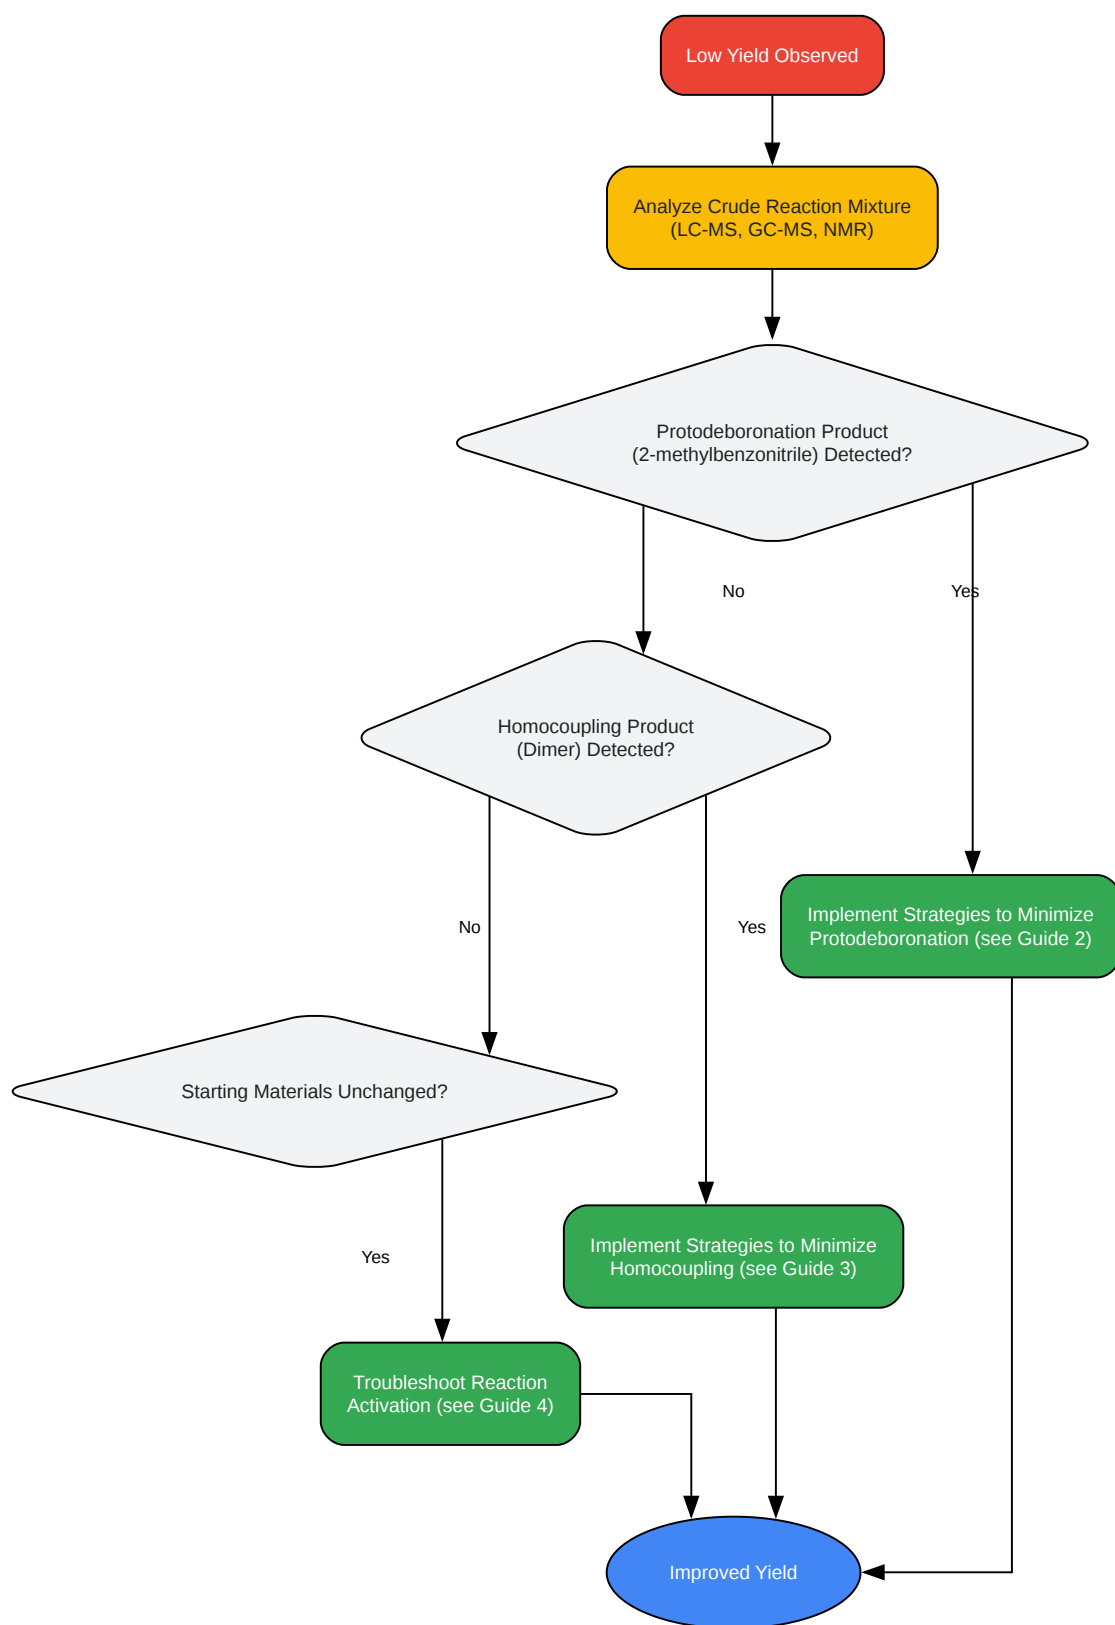 Low Yield Observed
Analyze Crude Reaction Mixture
(LC-MS, GC-MS, NMR)
Protodeboronation Product
(2-methylbenzonitrile) Detected?
No
Yes
Homocoupling Product
(Dimer) Detected?
No
Yes
Implement Strategies to Minimize
Protodeboronation (see Guide 2)
Starting Materials Unchanged?
Yes
Implement Strategies to Minimize
Homocoupling (see Guide 3)
Troubleshoot Reaction
Activation (see Guide 4)
Improved Yield